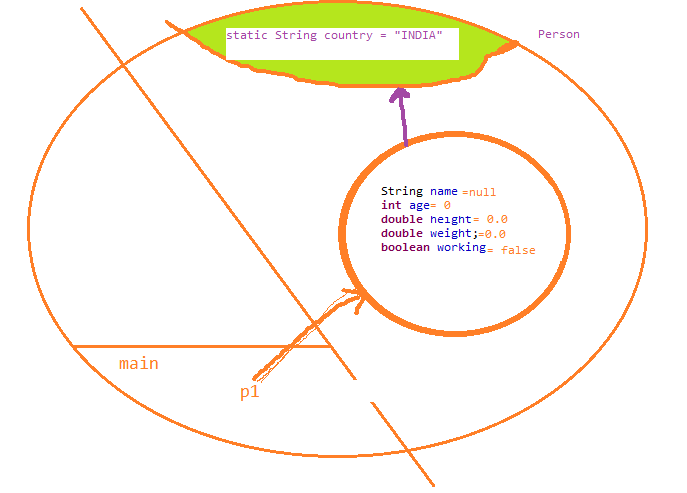 static String country = "INDIA"
Person
String name =null
int age= 0
double height= 0.0
double weight;=0.0
boolean working= false
main
p1